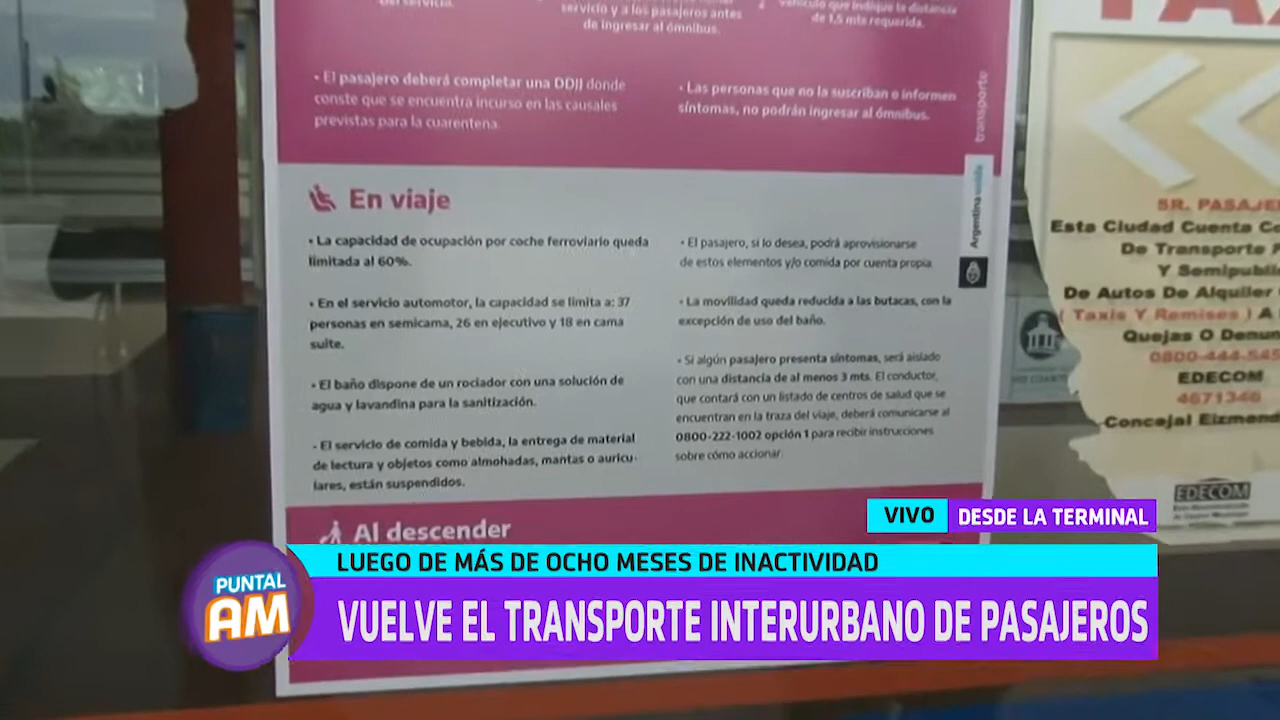 del servicio.
servicio y a los pasajeros antes
de ingresar al ómnibus.
vehículo que indique la distancia
de 1,5 mts requerida.
• El pasajero deberá completar una DDJJ donde
conste que se encuentra incurso en las causales
previstas para la cuarentena.
• Las personas que no la suscriban o informen
síntomas, no podrán ingresar al ómnibus.
transporte
Argentina unida
En viaje
• La capacidad de ocupación por coche ferroviario queda
limitada al 60%.
• En el servicio automotor, la capacidad se limita a: 37
personas en semicama, 26 en ejecutivo y 18 en cama
suite.
• El baño dispone de un rociador con una solución de
agua y lavandina para la sanitización.
- El servicio de comida y bebida, la entrega de material
de lectura y objetos como almohadas, mantas o auricu-
lares, están suspendidos.
• El pasajero, si lo desea, podrá aprovisionarse
de estos elementos y/o comida por cuenta propia.
• La movilidad queda reducida a las butacas, con la
excepción de uso del baño.
• Si algún pasajero presenta síntomas, será aislado
con una distancia de al menos 3 mts. El conductor,
que contará con un listado de centros de salud que se
encuentran en la traza del viaje, deberá comunicarse al
0800-222-1002 opción 1 para recibir instrucciones
sobre cómo accionar.
Al descender
SR. PASAJE
Esta Ciudad Cuenta
De Transporte
Y Semipubli
De Autos De Alquiler
( Taxis Y Remises ) A
Quejas O Denun
0800-444-
EDECOM
4671346
Concejal Eizmend
EDECOM
VIVO
DESDE LA TERMINAL
LUEGO DE MÁS DE OCHO MESES DE INACTIVIDAD
PUNTAL
AM
VUELVE EL TRANSPORTE INTERURBANO DE PASAJEROS